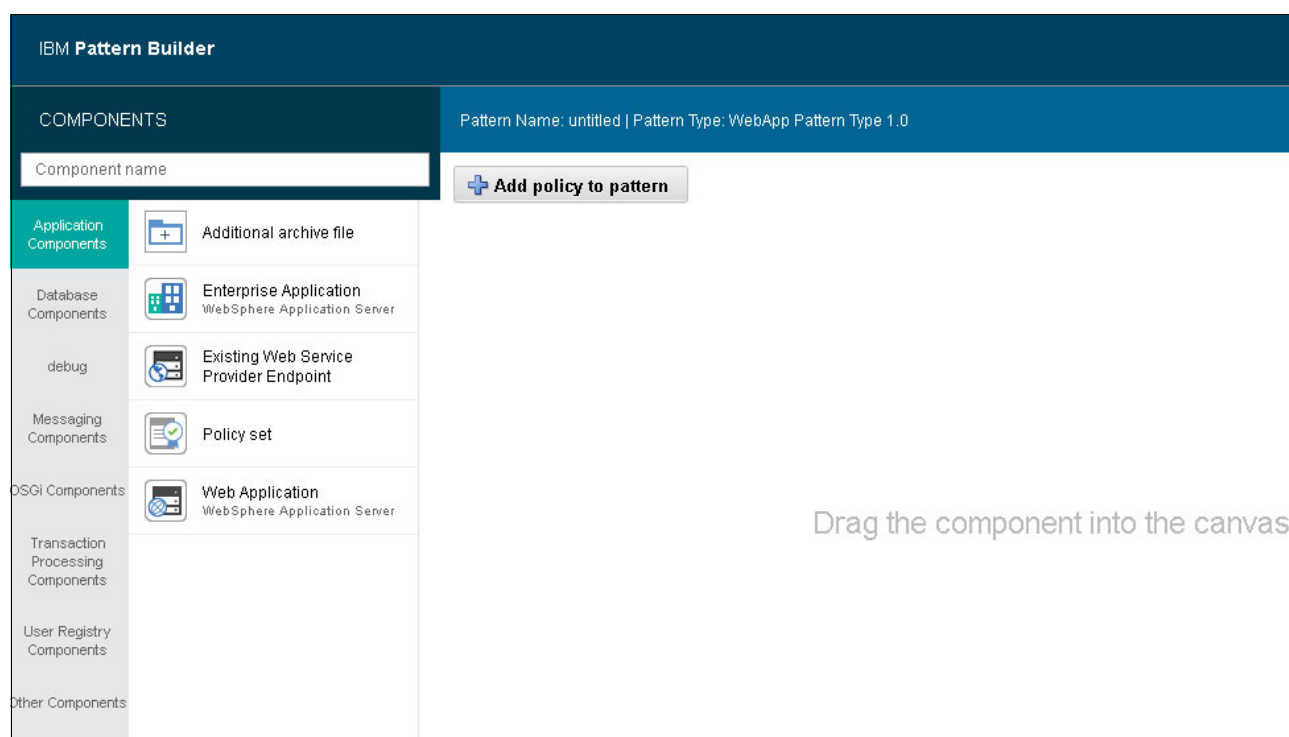 IBM Pattern Builder
COMPONENTS
Pattern Name: untitled | Pattern Type: WebApp Pattern Type 1.0
Component name
Add policy to pattern
Application
Components
Database
Components
debug
Messaging
Components
OSGi Components
Transaction
Processing
Components
User Registry
Components
Other Components
Additional archive file
Enterprise Application
WebSphere Application Server
Existing Web Service
Provider Endpoint
Policy set
Web Application
WebSphere Application Server
Drag the component into the canvas